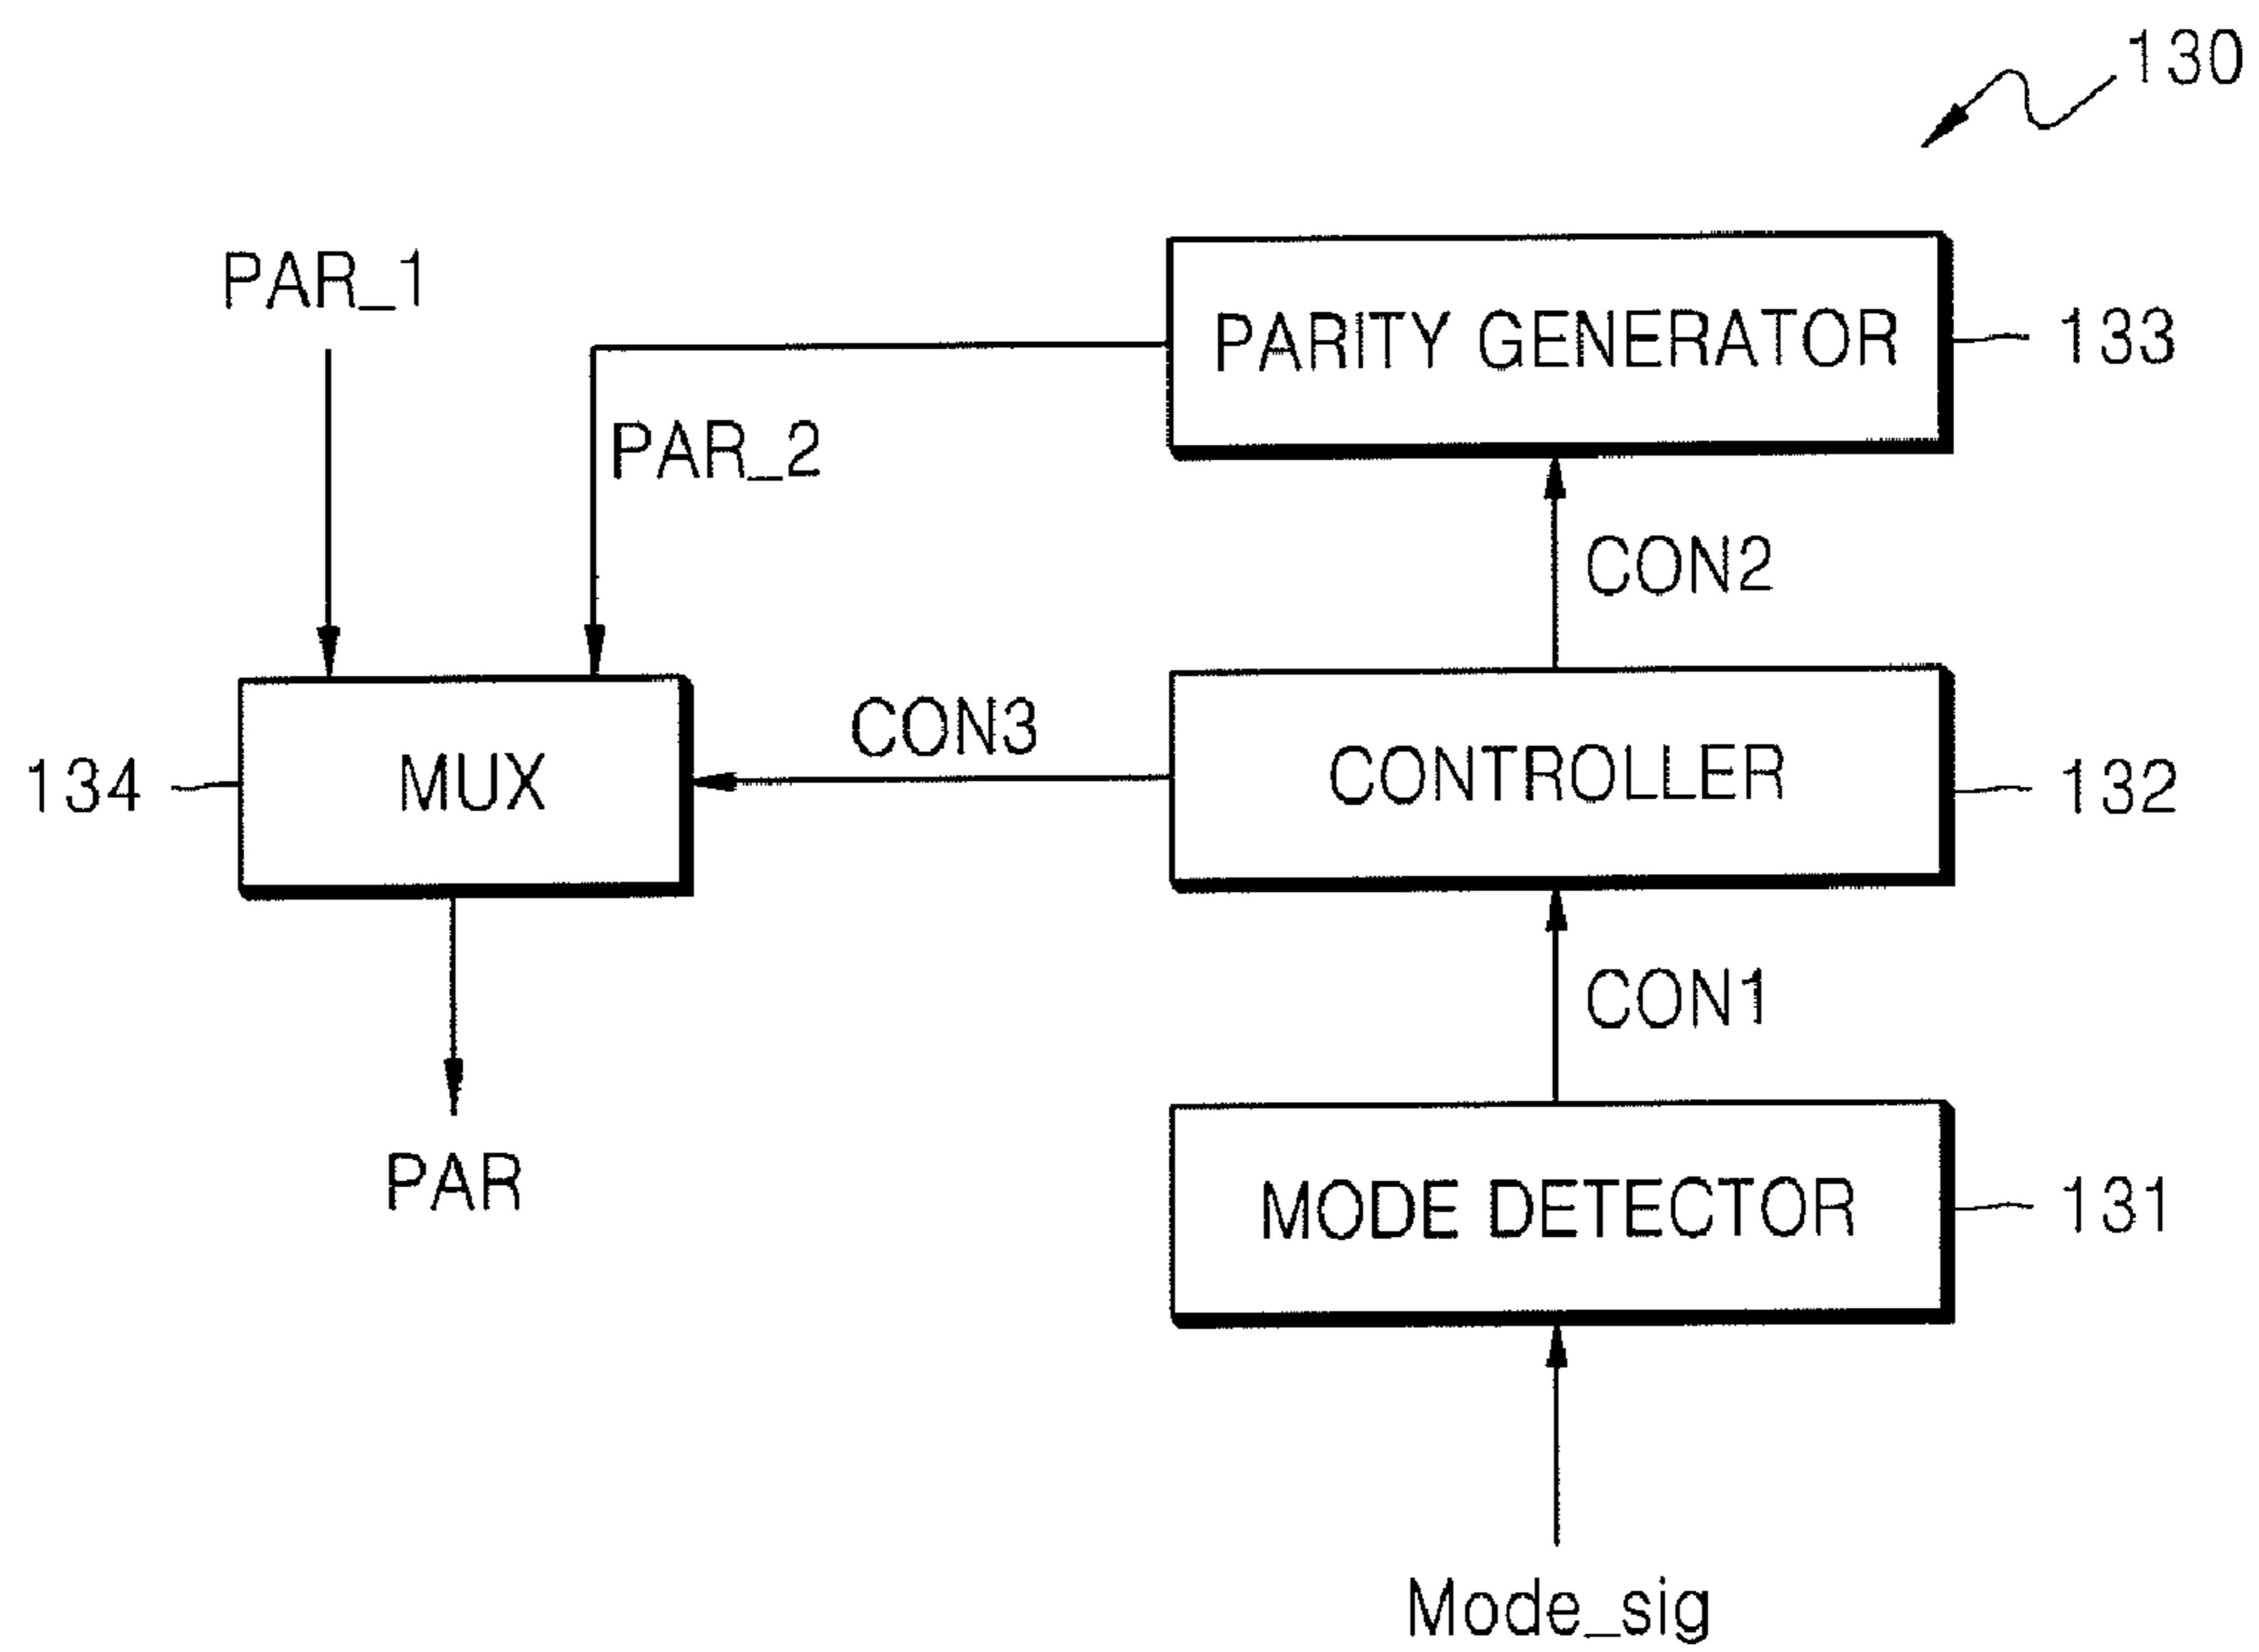 130
PAR_1
PARITY GENERATOR
133
PAR_2
CON2
CON3
134
MUX
CONTROLLER
132
CON1
PAR
MODE DETECTOR
131
Mode_sig